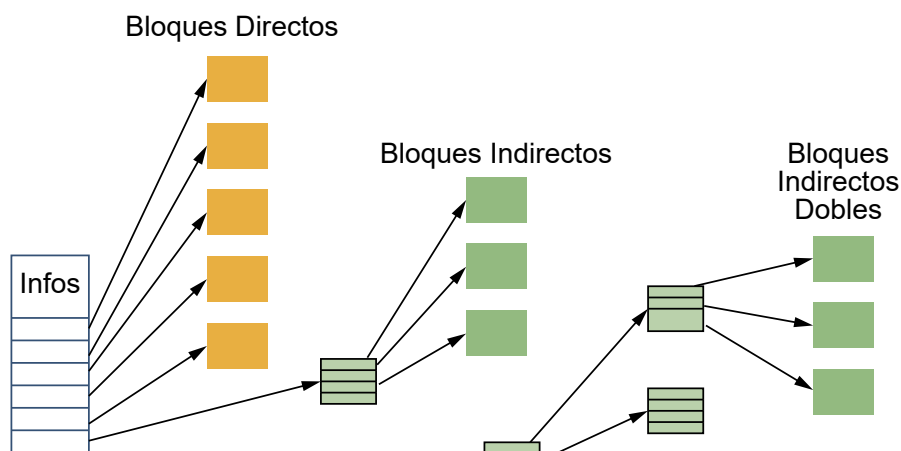 Bloques Directos
Bloques Indirectos
Bloques
Indirectos
Dobles
Infos